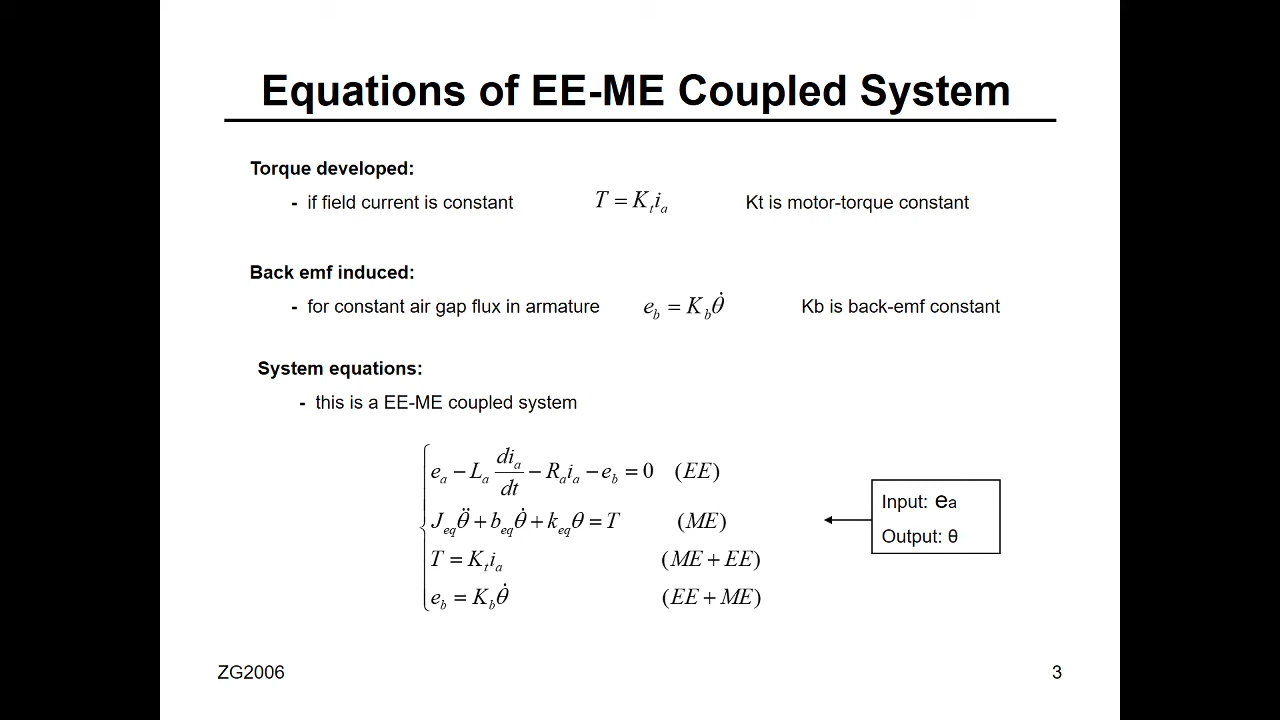 Equations of EE-ME Coupled System
Torque developed:
- if field current is constant T = Kₜiₐ Kt is motor-torque constant
Back emf induced:
- for constant air gap flux in armature e_b = K_b θ̇ Kb is back-emf constant
System equations:
- this is a EE-ME coupled system
e_a − L_a di_a/dt − R_a i_a − e_b = 0 (EE)
J_eq θ̈ + b_eq θ̇ + k_eq θ = T (ME)
T = K_t i_a (ME + EE)
e_b = K_b θ̇ (EE + ME)
Input: ea
Output: θ
ZG2006
3